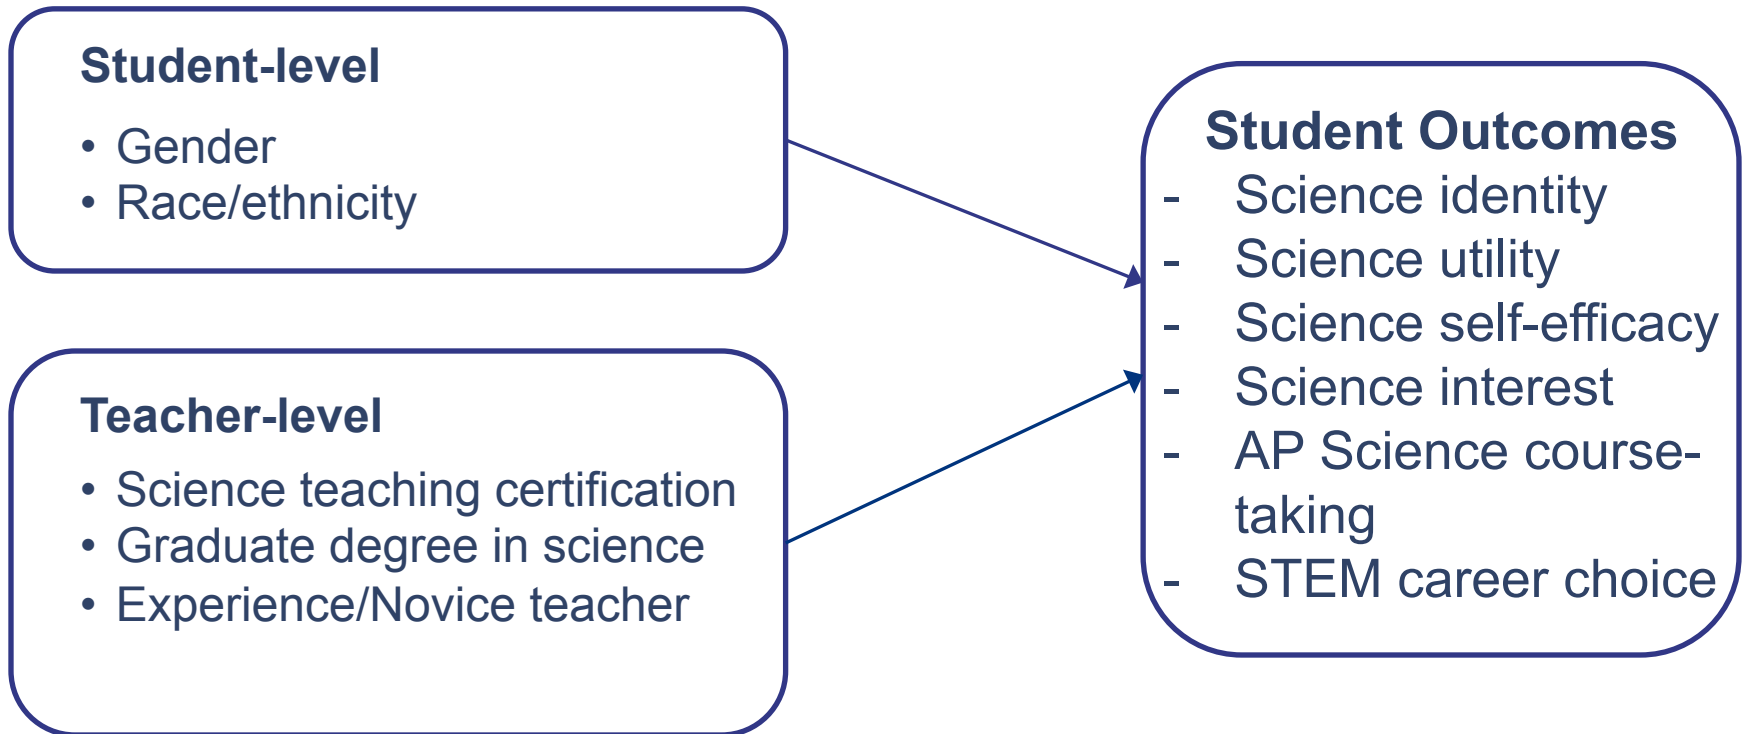 Student-level
• Gender
• Race/ethnicity
Teacher-level
• Science teaching certification
• Graduate degree in science
• Experience/Novice teacher
Student Outcomes
- Science identity
- Science utility
- Science self-efficacy
- Science interest
- AP Science course-
taking
- STEM career choice